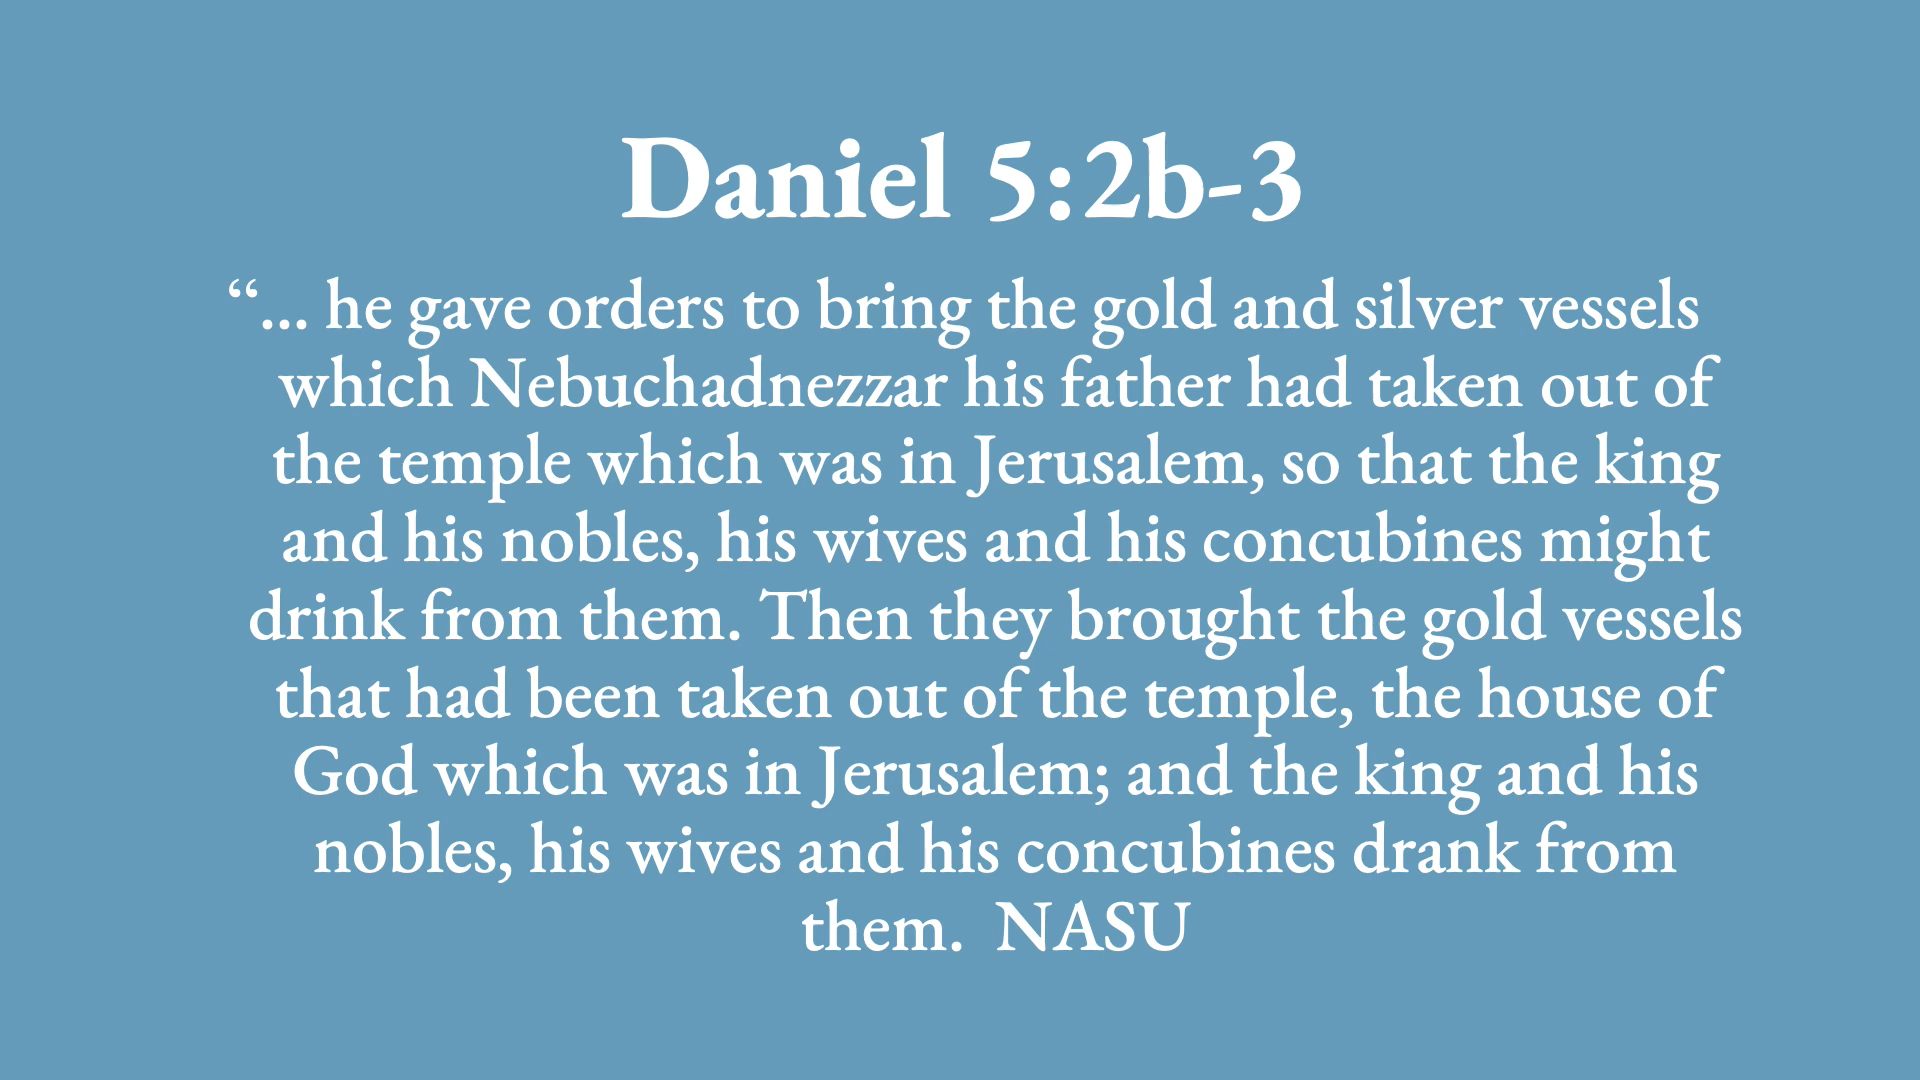 Daniel 5:2b-3
“... he gave orders to bring the gold and silver vessels
which Nebuchadnezzar his father had taken out of
the temple which was in Jerusalem, so that the king
and his nobles, his wives and his concubines might
drink from them. Then they brought the gold vessels
that had been taken out of the temple, the house of
God which was in Jerusalem; and the king and his
nobles, his wives and his concubines drank from
them.  NASU